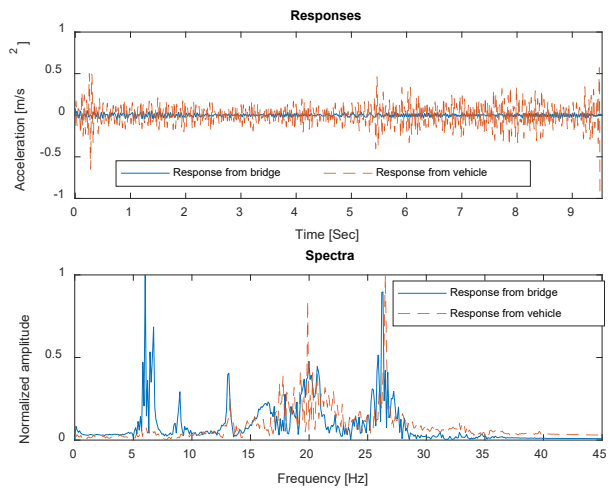 Responses
Acceleration [m/s 2 ]
1
0.5
0
-0.5
-1
Response from bridge
Response from vehicle
0 1 2 3 4 5 6 7 8 9
Time [Sec]
Spectra
Normalized amplitude
1
0.5
0
Response from bridge
Response from vehicle
0 5 10 15 20 25 30 35 40 45
Frequency [Hz]